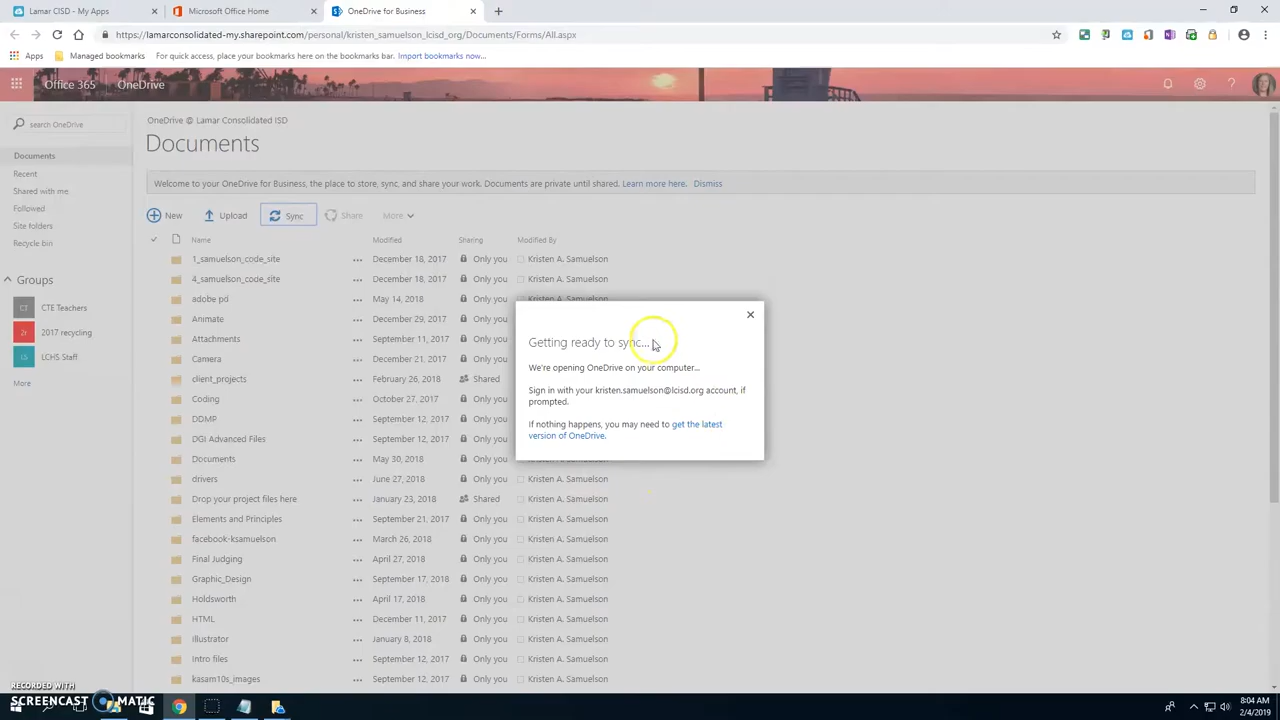 Lamar CISD - My Apps
Microsoft Office Home
OneDrive for Business
https://lamarconsolidated-my.sharepoint.com/personal/kristen_samuelson_lcisd_org/Documents/Forms/All.aspx
Apps
Managed bookmarks
For quick access, place your bookmarks here on the bookmarks bar. Import bookmarks now...
Office 365
OneDrive
search OneDrive
OneDrive @ Lamar Consolidated ISD
Documents
Documents
Recent
Shared with me
Followed
Site folders
Recycle bin
Groups
CT CTE Teachers
2r 2017 recycling
LS LCHS Staff
More
Welcome to your OneDrive for Business, the place to store, sync, and share your work. Documents are private until shared. Learn more here. Dismiss
New Upload Sync Share More
Name Modified Sharing Modified By
1_samuelson_code_site ... December 18, 2017 Only you Kristen A. Samuelson
4_samuelson_code_site ... December 18, 2017 Only you Kristen A. Samuelson
adobe pd ... May 14, 2018 Only you Kristen A. Samuelson
Animate ... December 29, 2017 Only you
Attachments ... September 11, 2017 Only you
Camera ... December 21, 2017 Only you
client_projects ... February 26, 2018 Shared
Coding ... October 27, 2017 Only you
DDMP ... September 12, 2017 Only you
DGI Advanced Files ... September 12, 2017 Only you
Documents ... May 30, 2018 Only you Kristen A. Samuelson
drivers ... June 27, 2018 Only you Kristen A. Samuelson
Drop your project files here ... January 23, 2018 Shared Kristen A. Samuelson
Elements and Principles ... September 21, 2017 Only you Kristen A. Samuelson
facebook-ksamuelson ... March 26, 2018 Only you Kristen A. Samuelson
Final Judging ... April 27, 2018 Only you Kristen A. Samuelson
Graphic_Design ... September 17, 2018 Only you Kristen A. Samuelson
Holdsworth ... April 17, 2018 Only you Kristen A. Samuelson
HTML ... December 11, 2017 Only you Kristen A. Samuelson
illustrator ... January 8, 2018 Only you Kristen A. Samuelson
Intro files ... September 12, 2017 Only you Kristen A. Samuelson
kasam10s_images ... September 12, 2017 Only you Kristen A. Samuelson
Getting ready to sync...
We're opening OneDrive on your computer...
Sign in with your kristen.samuelson@lcisd.org account, if
prompted.
If nothing happens, you may need to get the latest
version of OneDrive.
RECORDED WITH
SCREENCAST MATIC
8:04 AM
2/4/2019